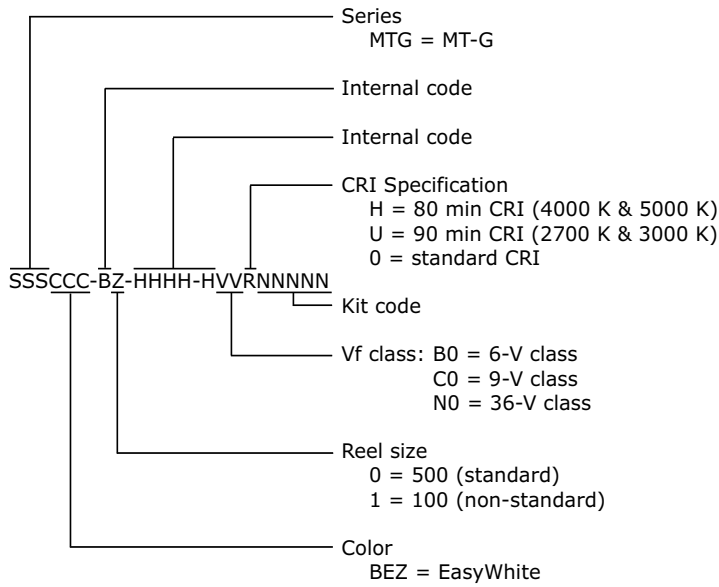 Series
MTG = MT-G
Internal code
Internal code
CRI Specification
H = 80 min CRI (4000 K & 5000 K)
U = 90 min CRI (2700 K & 3000 K)
0 = standard CRI
SSSCCC-BZ-HHHH-HVVRNNNNN
Kit code
Vf class: B0 = 6-V class
C0 = 9-V class
N0 = 36-V class
Reel size
0 = 500 (standard)
1 = 100 (non-standard)
Color
BEZ = EasyWhite